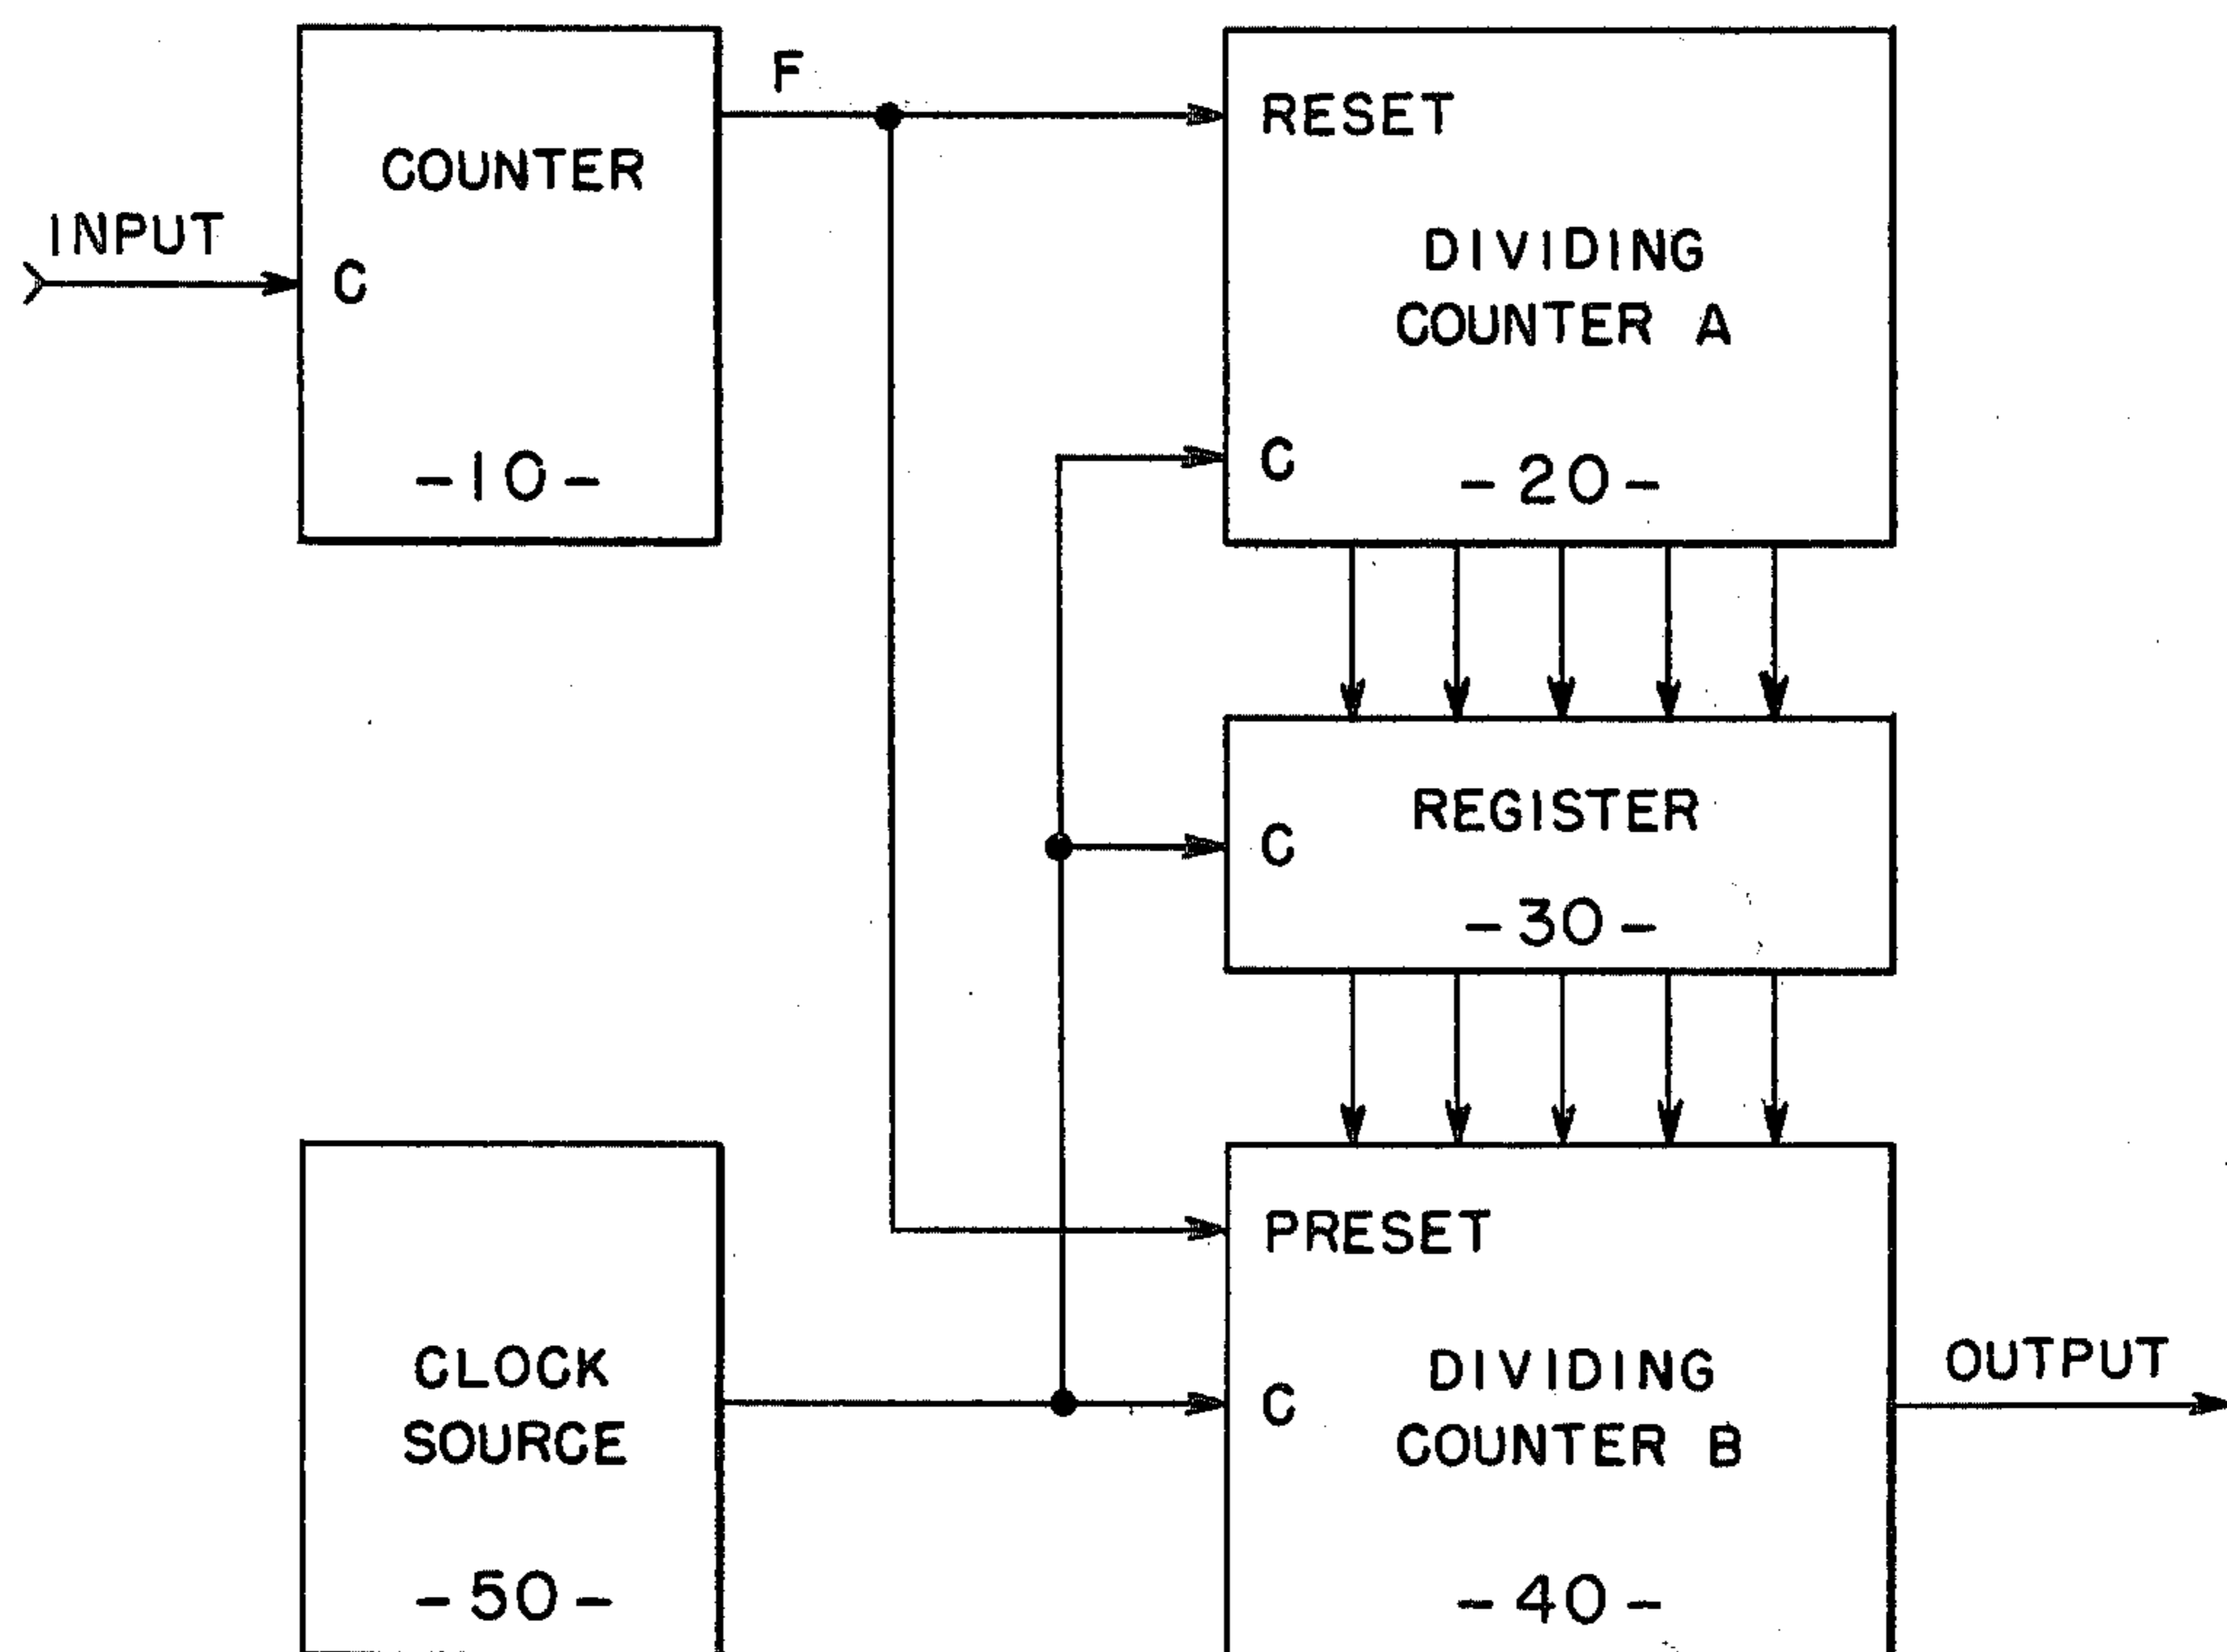 F
RESET
COUNTER
INPUT
C
DIVIDING
COUNTER A
C
-10-
-20-
REGISTER
C
-30-
PRESET
CLOCK
SOURCE
C
DIVIDING
COUNTER B
OUTPUT
-50-
-40-